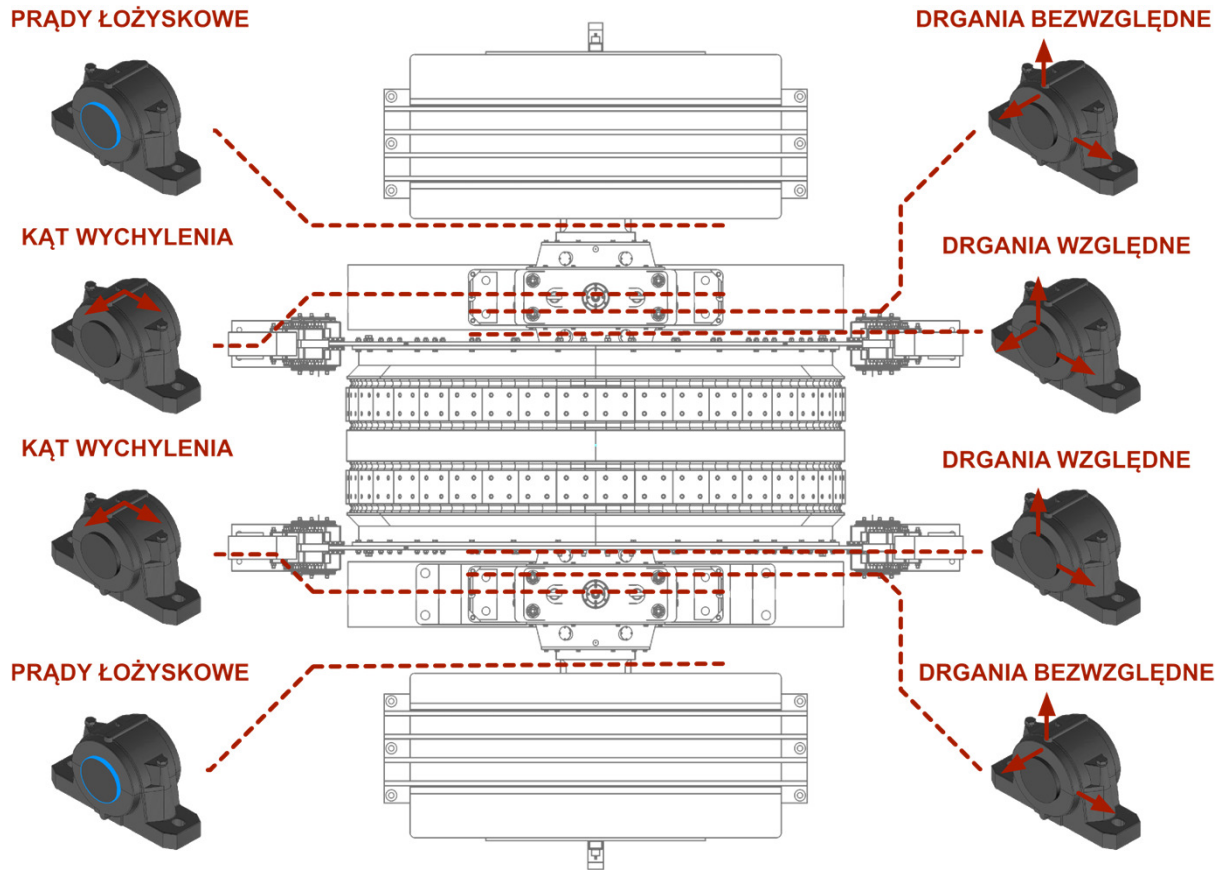 PRĄDY ŁOŻYSKOWE
DRGANIA BEZWZGLĘDNE
KĄT WYCHYLENIA
DRGANIA WZGLĘDNE
KĄT WYCHYLENIA
DRGANIA WZGLĘDNE
PRĄDY ŁOŻYSKOWE
DRGANIA BEZWZGLĘDNE